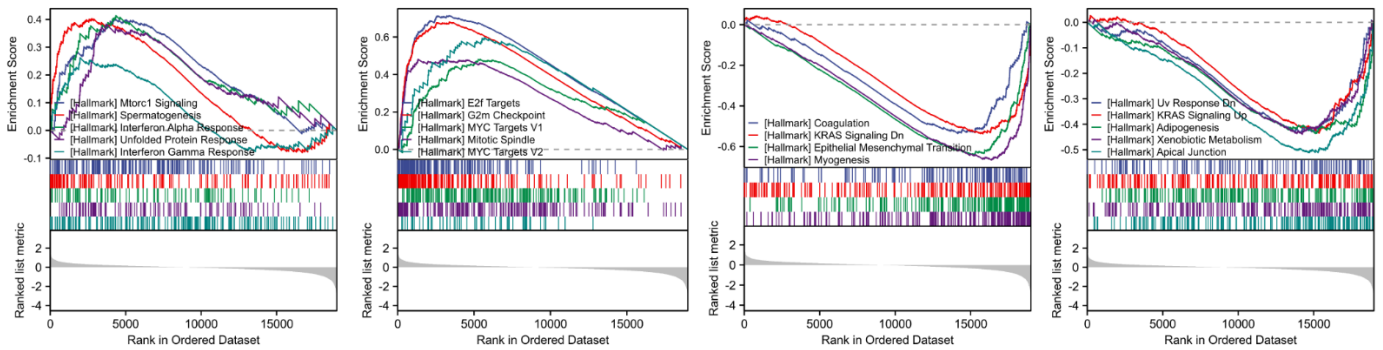 Enrichment Score
0.4
0.3
0.2
0.1
0.0
-0.1
[Hallmark] Mtorc1 Signaling
[Hallmark] Spermatogenesis
[Hallmark] Interferon Alpha Response
[Hallmark] Unfolded Protein Response
[Hallmark] Interferon Gamma Response
Ranked list metric
2
0
-2
-4
0 5000 10000 15000
Rank in Ordered Dataset
Enrichment Score
0.6
0.4
0.2
0.0
[Hallmark] E2f Targets
[Hallmark] G2m Checkpoint
[Hallmark] MYC Targets V1
[Hallmark] Mitotic Spindle
[Hallmark] MYC Targets V2
Ranked list metric
2
0
-2
-4
0 5000 10000 15000
Rank in Ordered Dataset
Enrichment Score
0.0
-0.2
-0.4
-0.6
[Hallmark] Coagulation
[Hallmark] KRAS Signaling Dn
[Hallmark] Epithelial Mesenchymal Transition
[Hallmark] Myogenesis
Ranked list metric
2
0
-2
-4
0 5000 10000 15000
Rank in Ordered Dataset
Enrichment Score
0.0
-0.1
-0.2
-0.3
-0.4
-0.5
[Hallmark] Uv Response Dn
[Hallmark] KRAS Signaling Up
[Hallmark] Adipogenesis
[Hallmark] Xenobiotic Metabolism
[Hallmark] Apical Junction
Ranked list metric
2
0
-2
-4
0 5000 10000 15000
Rank in Ordered Dataset